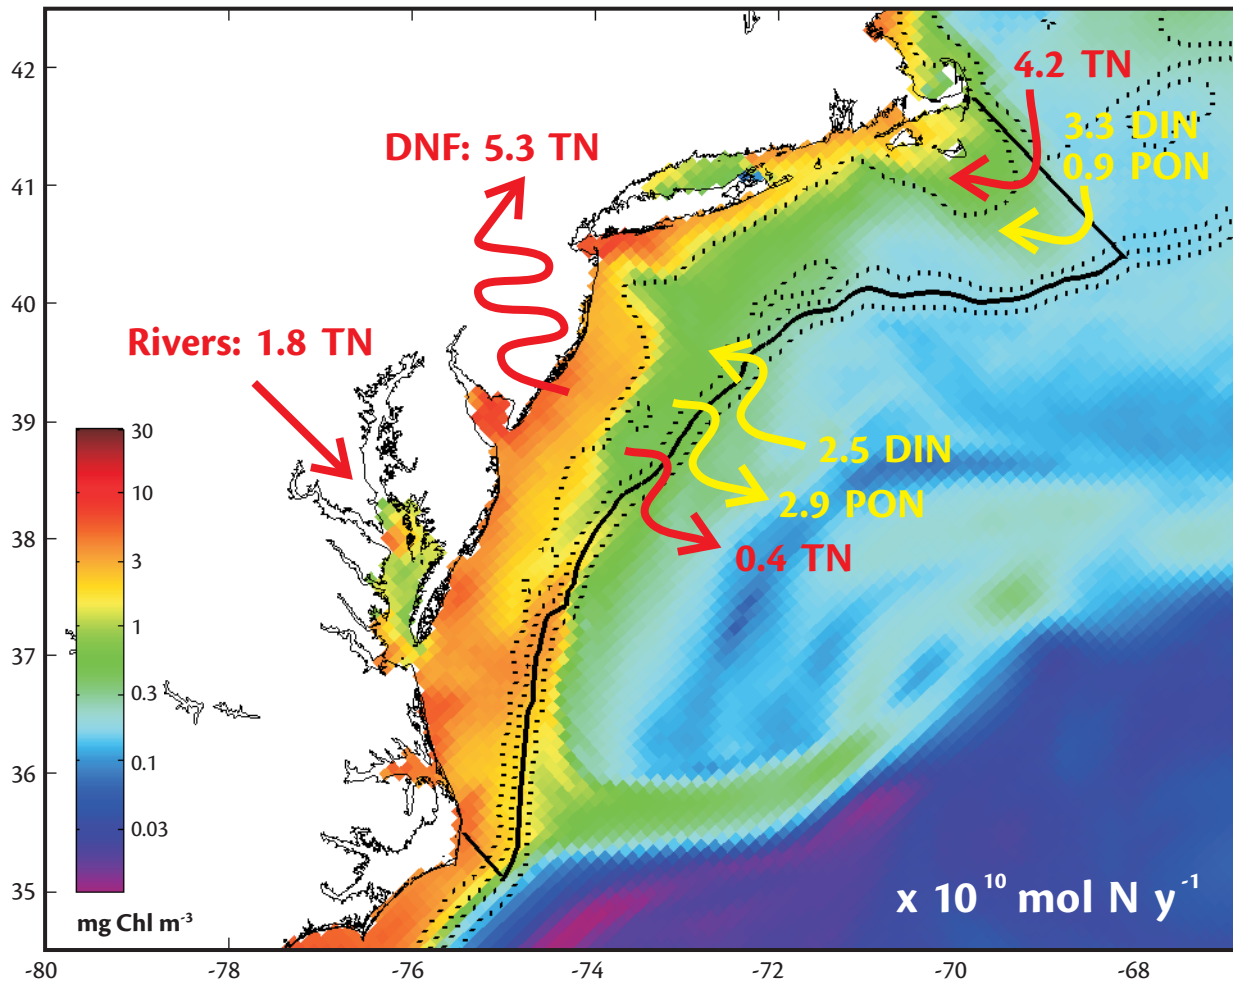 42
41
40
39
38
37
36
35
-80
-78
-76
-74
-72
-70
-68
4.2 TN
3.3 DIN
0.9 PON
DNF: 5.3 TN
Rivers: 1.8 TN
2.5 DIN
2.9 PON
0.4 TN
30
10
3
1
0.3
0.1
0.03
mg Chl m⁻³
x 10¹⁰ mol N y⁻¹